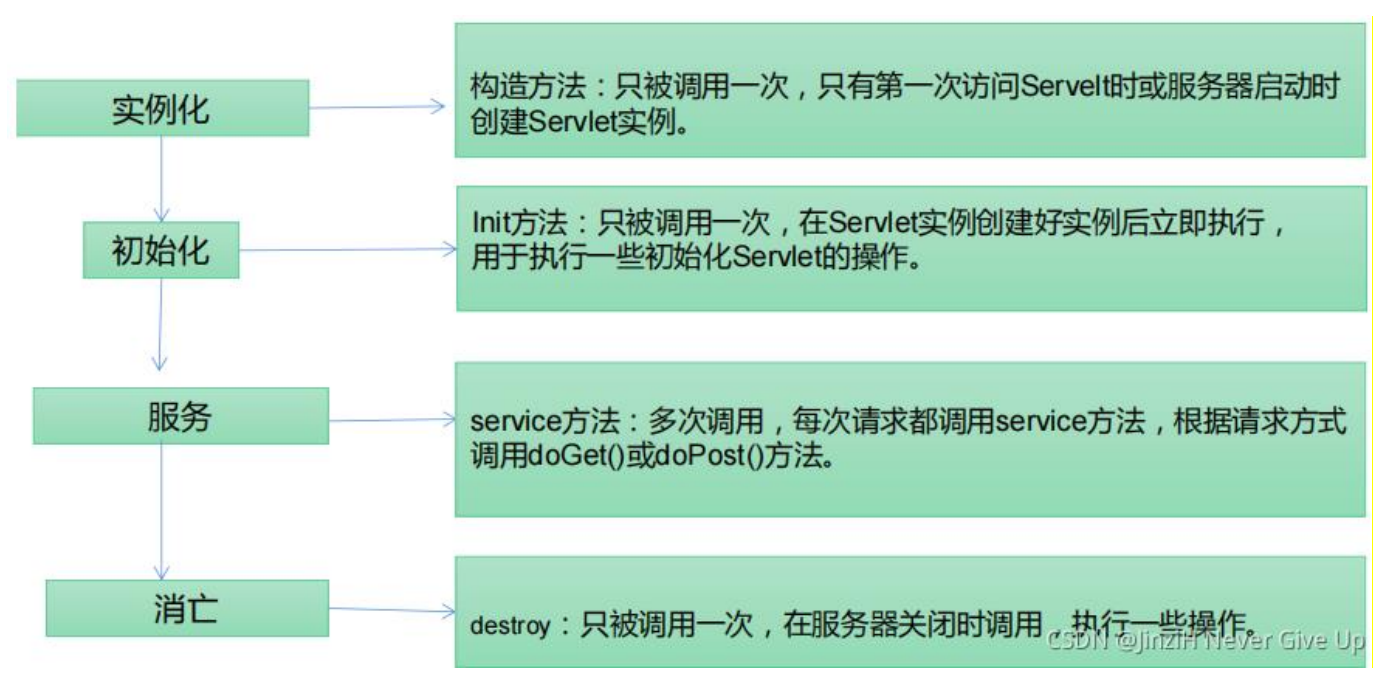 实例化
构造方法：只被调用一次，只有第一次访问Servelt时或服务器启动时
创建Servlet实例。
初始化
Init方法：只被调用一次，在Servlet实例创建好实例后立即执行，
用于执行一些初始化Servlet的操作。
服务
service方法：多次调用，每次请求都调用service方法，根据请求方式
调用doGet()或doPost()方法。
消亡
destroy：只被调用一次，在服务器关闭时调用，执行一些操作。
CSDN @JinziH Never Give Up